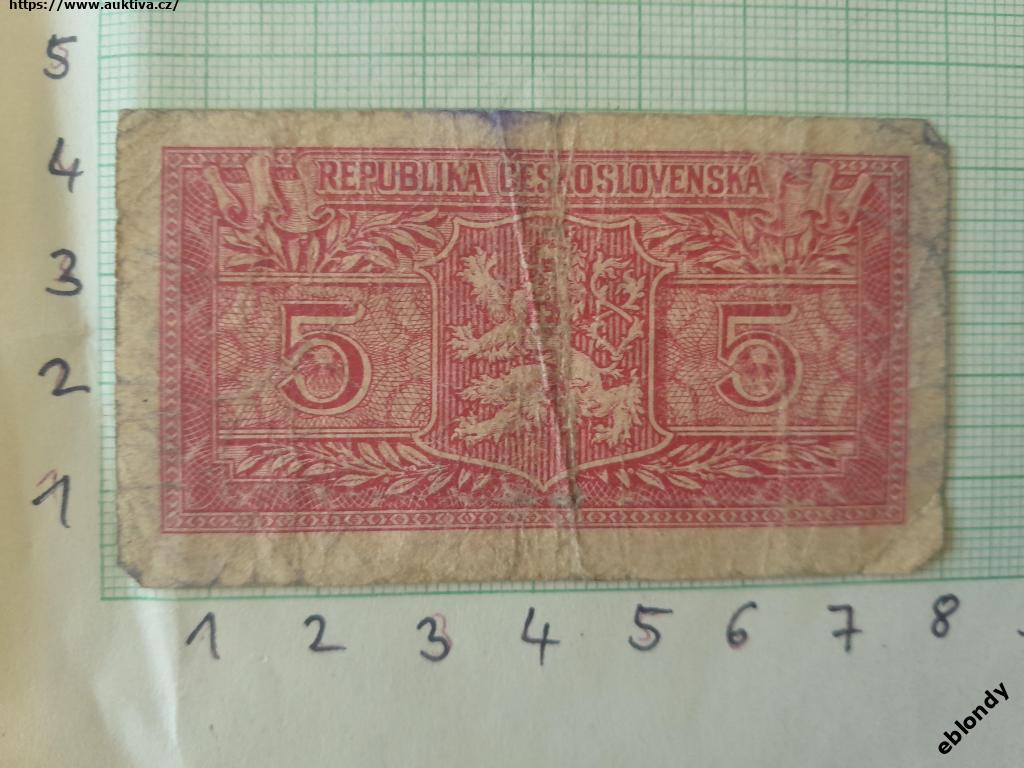 https://www.auktiva.cz/
5
4
3
2
1
REPUBLIKA ČESKOSLOVENSKÁ
5 5
1 2 3 4 5 6 7 8
eblondy